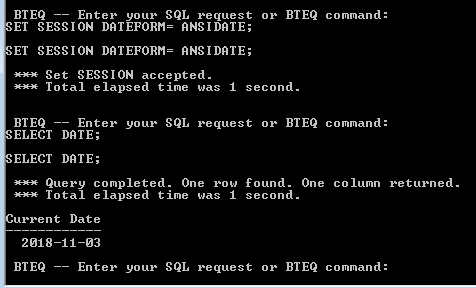 BTEQ -- Enter your SQL request or BTEQ command:
SET SESSION DATEFORM= ANSIDATE;
SET SESSION DATEFORM= ANSIDATE;
*** Set SESSION accepted.
*** Total elapsed time was 1 second.
BTEQ -- Enter your SQL request or BTEQ command:
SELECT DATE;
SELECT DATE;
*** Query completed. One row found. One column returned.
*** Total elapsed time was 1 second.
Current Date
------------
2018-11-03
BTEQ -- Enter your SQL request or BTEQ command: